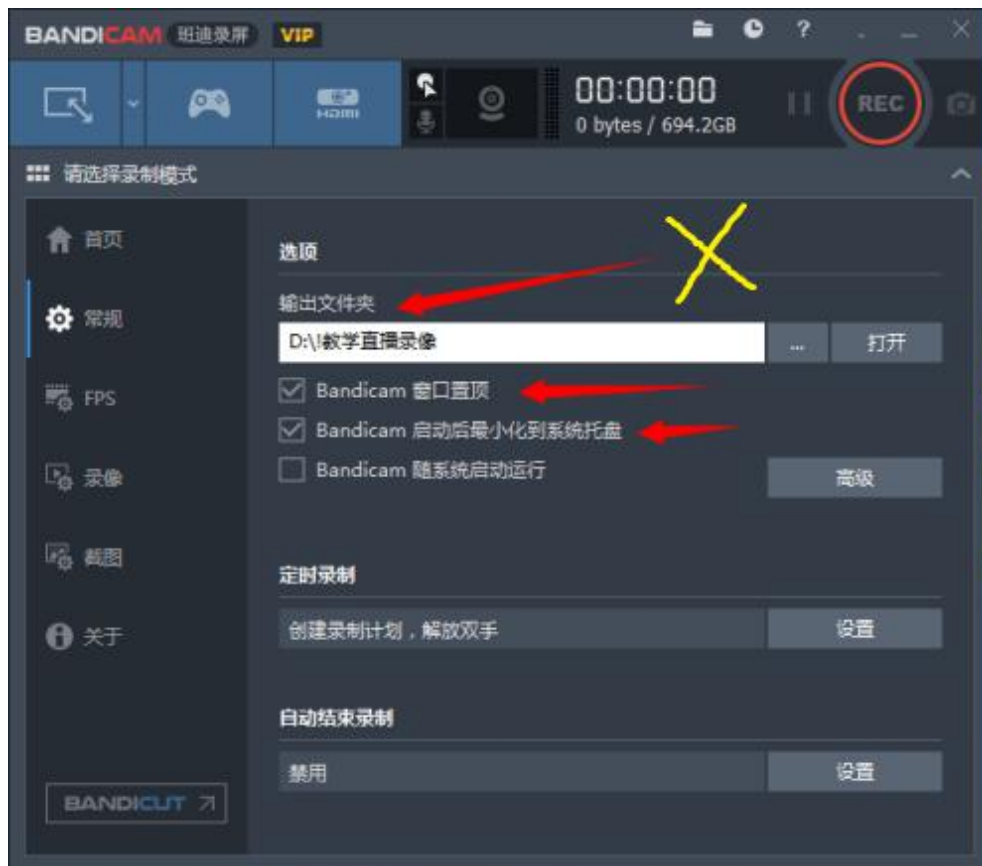 BANDICAM 班迪录屏 VIP
?
HDMI
00:00:00
0 bytes / 694.2GB
REC
请选择录制模式
首页
常规
FPS
录像
截图
关于
BANDICUT
选项
输出文件夹
D:\!教学直播录像
...
打开
Bandicam 窗口置顶
Bandicam 启动后最小化到系统托盘
Bandicam 随系统启动运行
高级
定时录制
创建录制计划，解放双手
设置
自动结束录制
禁用
设置